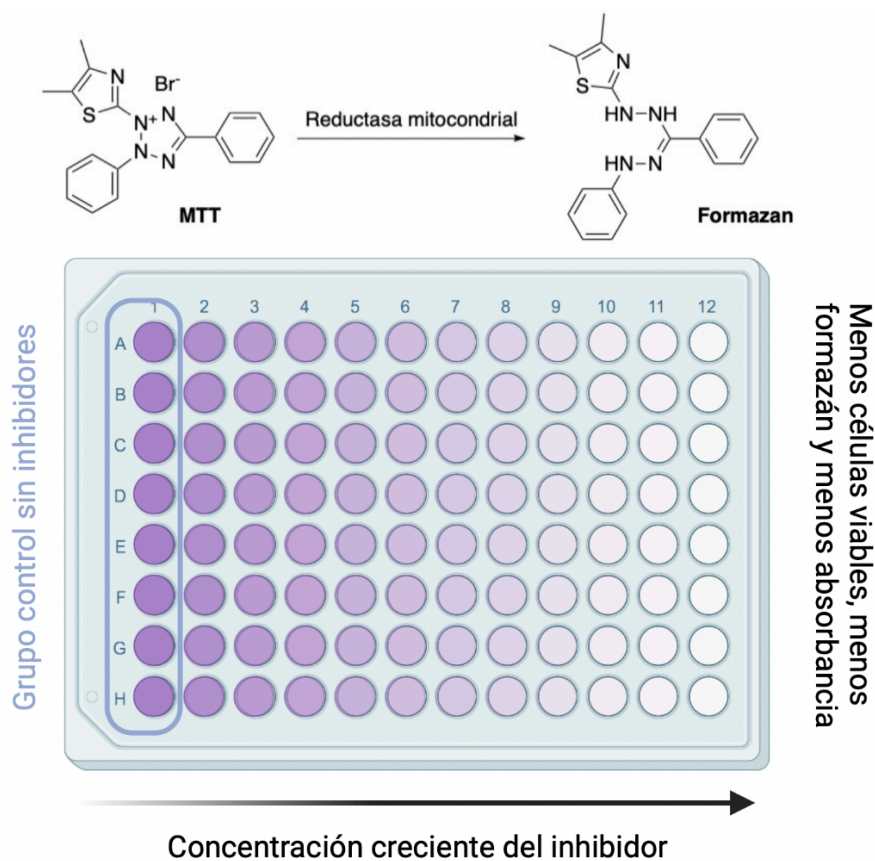 Br-
N
S
N+
N
N
N
Reductasa mitocondrial
N
S
HN
NH
HN
N
MTT
Formazan
Grupo control sin inhibidores
1 2 3 4 5 6 7 8 9 10 11 12
A
B
C
D
E
F
G
H
Menos células viables, menos
formazán y menos absorbancia
Concentración creciente del inhibidor